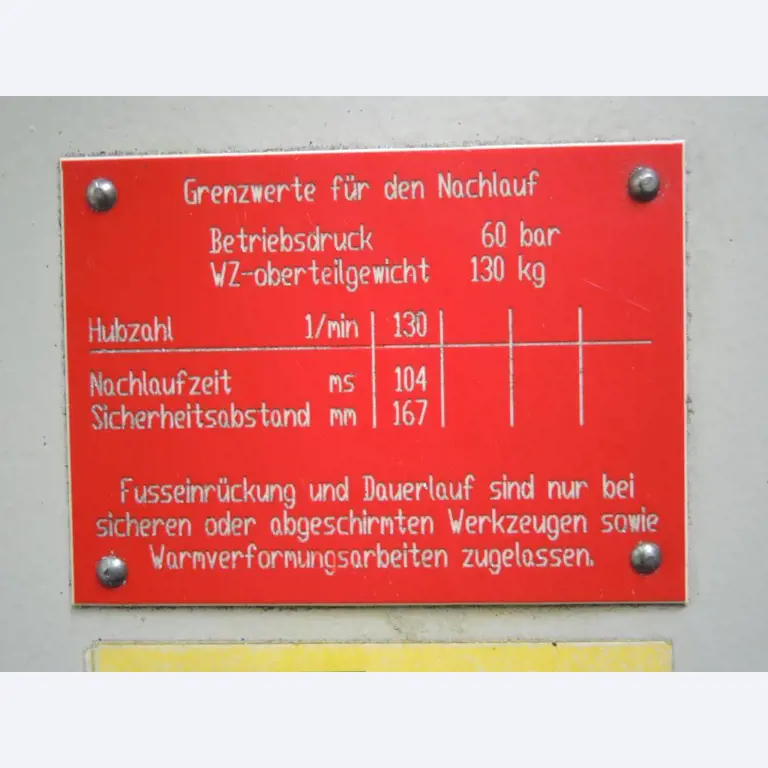 Grenzwerte für den Nachlauf
Betriebsdruck 60 bar
WZ-oberteilgewicht 130 kg
Hubzahl 1/min 130
Nachlaufzeit ms 104
Sicherheitsabstand mm 167
Fusseinrückung und Dauerlauf sind nur bei
sicheren oder abgeschirmten Werkzeugen sowie
Warmverformungsarbeiten zugelassen.